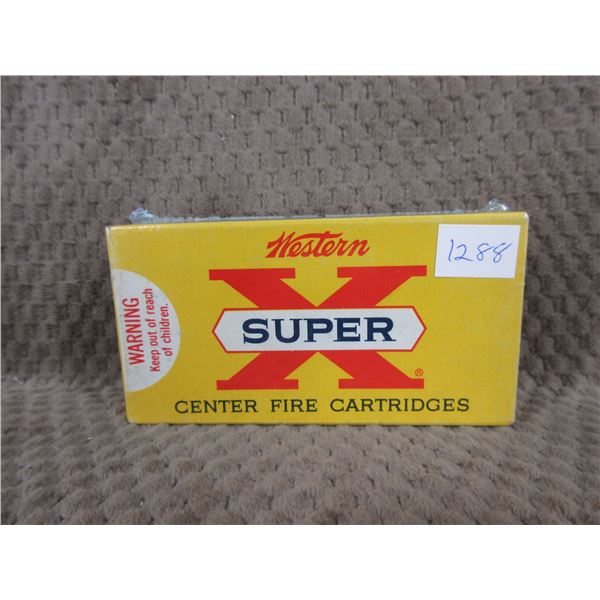 Western
1288
X
SUPER
®
CENTER FIRE CARTRIDGES
WARNING
Keep out of reach
of children.